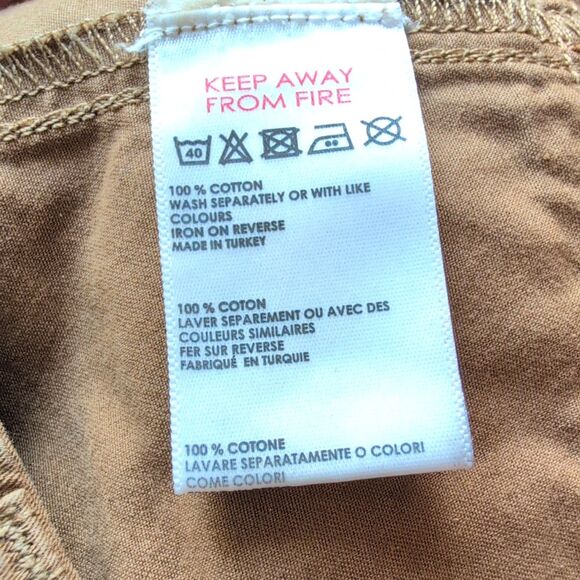 KEEP AWAY
FROM FIRE
40
100 % COTTON
WASH SEPARATELY OR WITH LIKE
COLOURS
IRON ON REVERSE
MADE IN TURKEY
100 % COTON
LAVER SEPAREMENT OU AVEC DES
COULEURS SIMILAIRES
FER SUR REVERSE
FABRIQUÉ EN TURQUIE
100 % COTONE
LAVARE SEPARATAMENTE O COLORI
COME COLORI